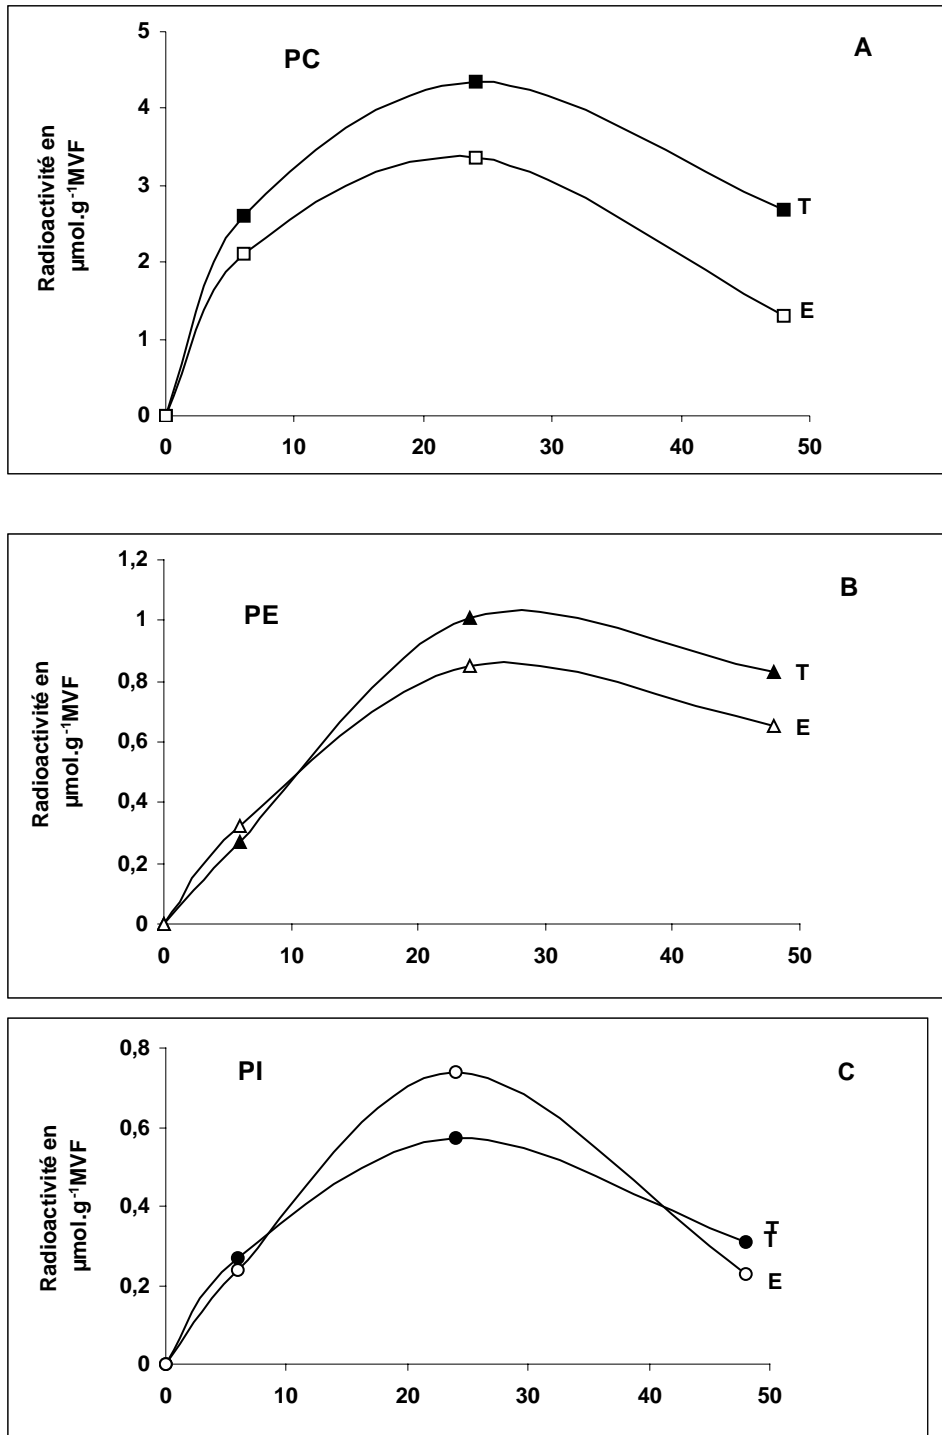 PC
A
Radioactivité en
µmol.g⁻¹MVF
5
4
3
2
1
0
T
E
0 10 20 30 40 50
PE
B
Radioactivité en
µmol.g⁻¹MVF
1,2
1
0,8
0,6
0,4
0,2
0
T
E
0 10 20 30 40 50
PI
C
Radioactivité en
µmol.g⁻¹MVF
0,8
0,6
0,4
0,2
0
T
T
E
0 10 20 30 40 50